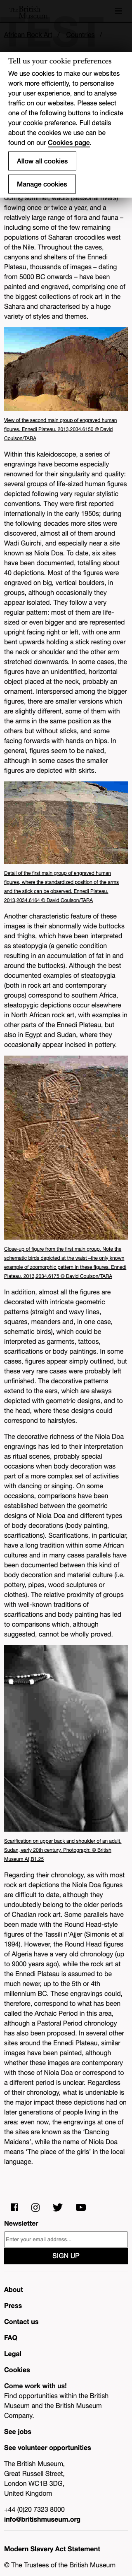 Tell us your cookie preferences
We use cookies to make our websites
work more efficiently, to personalise
your user experience, and to analyse
traffic on our websites. Please select
one of the following buttons to indicate
your cookie preference. Full details
about the cookies we use can be
found on our Cookies page.
Allow all cookies
Manage cookies
during summer, wadis (ephemeral rivers)
flowing once or twice a year, and a
relatively large range of flora and fauna –
including some of the few remaining
populations of Saharan crocodiles west
of the Nile. Throughout the caves,
canyons and shelters of the Ennedi
Plateau, thousands of images – dating
from 5000 BC onwards – have been
painted and engraved, comprising one of
the biggest collections of rock art in the
Sahara and characterised by a huge
variety of styles and themes.
View of the second main group of engraved human
figures. Ennedi Plateau. 2013,2034.6150 © David
Coulson/TARA
Within this kaleidoscope, a series of
engravings have become especially
renowned for their singularity and quality:
several groups of life-sized human figures
depicted following very regular stylistic
conventions. They were first reported
internationally in the early 1950s; during
the following decades more sites were
discovered, almost all of them around
Wadi Guirchi, and especially near a site
known as Niola Doa. To date, six sites
have been documented, totalling about
40 depictions. Most of the figures were
engraved on big, vertical boulders, in
groups, although occasionally they
appear isolated. They follow a very
regular pattern: most of them are life-
size or even bigger and are represented
upright facing right or left, with one arm
bent holding a stick resting over the
neck or shoulder and the other arm
stretched downwards. In some cases, the
figures have an unidentified, horizontal
object placed at the neck, probably an
ornament. Interspersed among the bigger
figures, there are smaller versions which
are slightly different, some of them with
the arms in the same position as the
others but without sticks, and some
facing forwards with hands on hips. In
general, figures seem to be naked,
although in some cases the smaller
figures are depicted with skirts.
Detail of the first main group of engraved human
figures, where the standardized position of the arms
and the stick can be observed. Ennedi Plateau.
2013,2034.6164 © David Coulson/TARA
Another characteristic feature of these
images is their abnormally wide buttocks
and thighs, which have been interpreted
as steatopygia (a genetic condition
resulting in an accumulation of fat in and
around the buttocks). Although the best
documented examples of steatopygia
(both in rock art and contemporary
groups) correspond to southern Africa,
steatopygic depictions occur elsewhere
in North African rock art, with examples in
other parts of the Ennedi Plateau, but
also in Egypt and Sudan, where they
occasionally appear incised in pottery.
Close-up of figure from the first main group. Note the
schematic birds depicted at the waist –the only known
example of zoomorphic pattern in these figures. Ennedi
Plateau. 2013,2034.6175 © David Coulson/TARA
In addition, almost all the figures are
decorated with intricate geometric
patterns (straight and wavy lines,
squares, meanders and, in one case,
schematic birds), which could be
interpreted as garments, tattoos,
scarifications or body paintings. In some
cases, figures appear simply outlined, but
these very rare cases were probably left
unfinished. The decorative patterns
extend to the ears, which are always
depicted with geometric designs, and to
the head, where these designs could
correspond to hairstyles.
The decorative richness of the Niola Doa
engravings has led to their interpretation
as ritual scenes, possibly a special
occasion when body decoration was part
of a more complex set of activities with
dancing or singing. On some
occasions, comparisons have been
established between the geometric
designs of Niola Doa and different types
of body decorations (body painting,
scarifications). Scarification, in particular,
has a long tradition within some African
cultures and in many cases parallels have
been documented between this kind of
body decoration and material culture (i.e.
pottery, pipes, wood sculptures or
clothes). The relative proximity of groups
with well-known traditions of
scarifications and body painting has led
to comparisons which, although
suggested, cannot be wholly proved.
Scarification on upper back and shoulder of an adult.
Sudan, early 20th century. Photograph: © British
Museum Af,B1.25
Regarding their chronology, as with most
rock art depictions the Niola Doa figures
are difficult to date, although they
undoubtedly belong to the older periods
of Chadian rock art. Some parallels have
been made with the Round Head-style
figures of the Tassili n'Ajjer (Simonis et al
1994). However, the Round Head figures
of Algeria have a very old chronology (up
to 9000 years ago), while the rock art at
the Ennedi Plateau is assumed to be
much newer, up to the 5th or 4th
millennium BC. These engravings could,
therefore, correspond to what has been
called the Archaic Period in this area,
although a Pastoral Period chronology
has also been proposed. In several other
sites around the Ennedi Plateau, similar
images have been painted, although
whether these images are contemporary
with those of Niola Doa or correspond to
a different period is unclear. Regardless
of their chronology, what is undeniable is
the major impact these depictions had on
later generations of people living in the
area: even now, the engravings at one of
the sites are known as the 'Dancing
Maidens', while the name of Niola Doa
means 'The place of the girls' in the local
language.
Newsletter
Enter your email address...
SIGN UP
About
Press
Contact us
FAQ
Legal
Cookies
Come work with us!
Find opportunities within the British
Museum and the British Museum
Company.
See jobs
See volunteer opportunities
The British Museum,
Great Russell Street,
London WC1B 3DG,
United Kingdom
+44 (0)20 7323 8000
info@britishmuseum.org
Modern Slavery Act Statement
© The Trustees of the British Museum